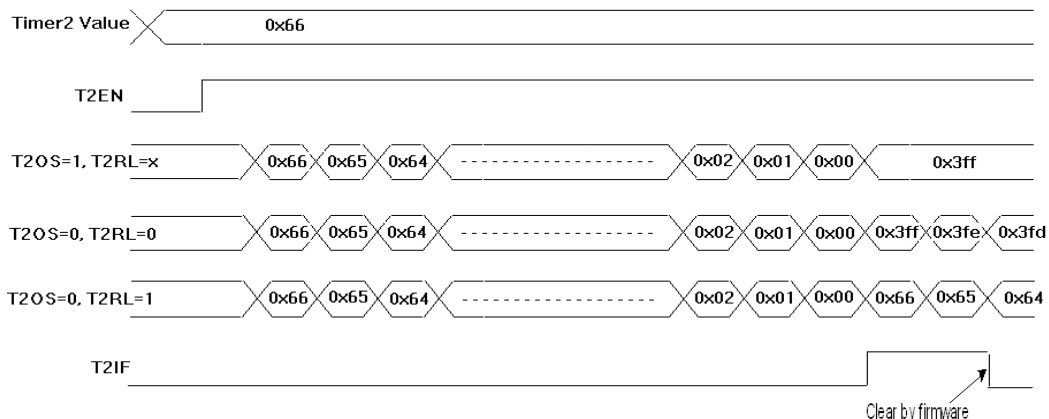 Timer2 Value 0x66
T2EN
T2OS=1, T2RL=x 0x66 0x65 0x64 0x02 0x01 0x00 0x3ff
T2OS=0, T2RL=0 0x66 0x65 0x64 0x02 0x01 0x00 0x3ff 0x3fe 0x3fd
T2OS=0, T2RL=1 0x66 0x65 0x64 0x02 0x01 0x00 0x66 0x65 0x64
T2IF
Clear by firmware